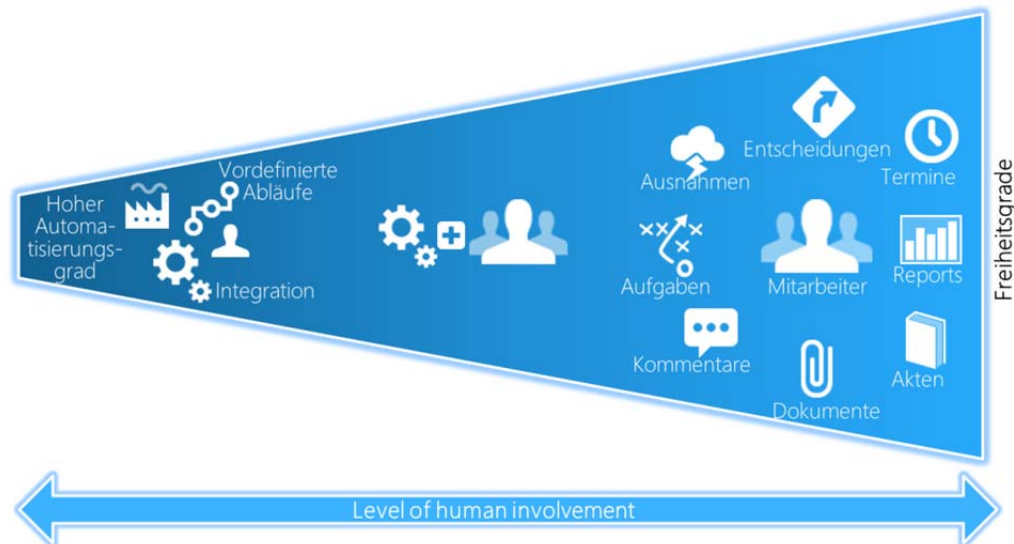 Hoher
Automa-
tisierungs-
grad
Vordefinierte
Abläufe
Integration
Ausnahmen
Entscheidungen
Termine
Aufgaben
Mitarbeiter
Reports
Kommentare
Dokumente
Akten
Freiheitsgrade
Level of human involvement